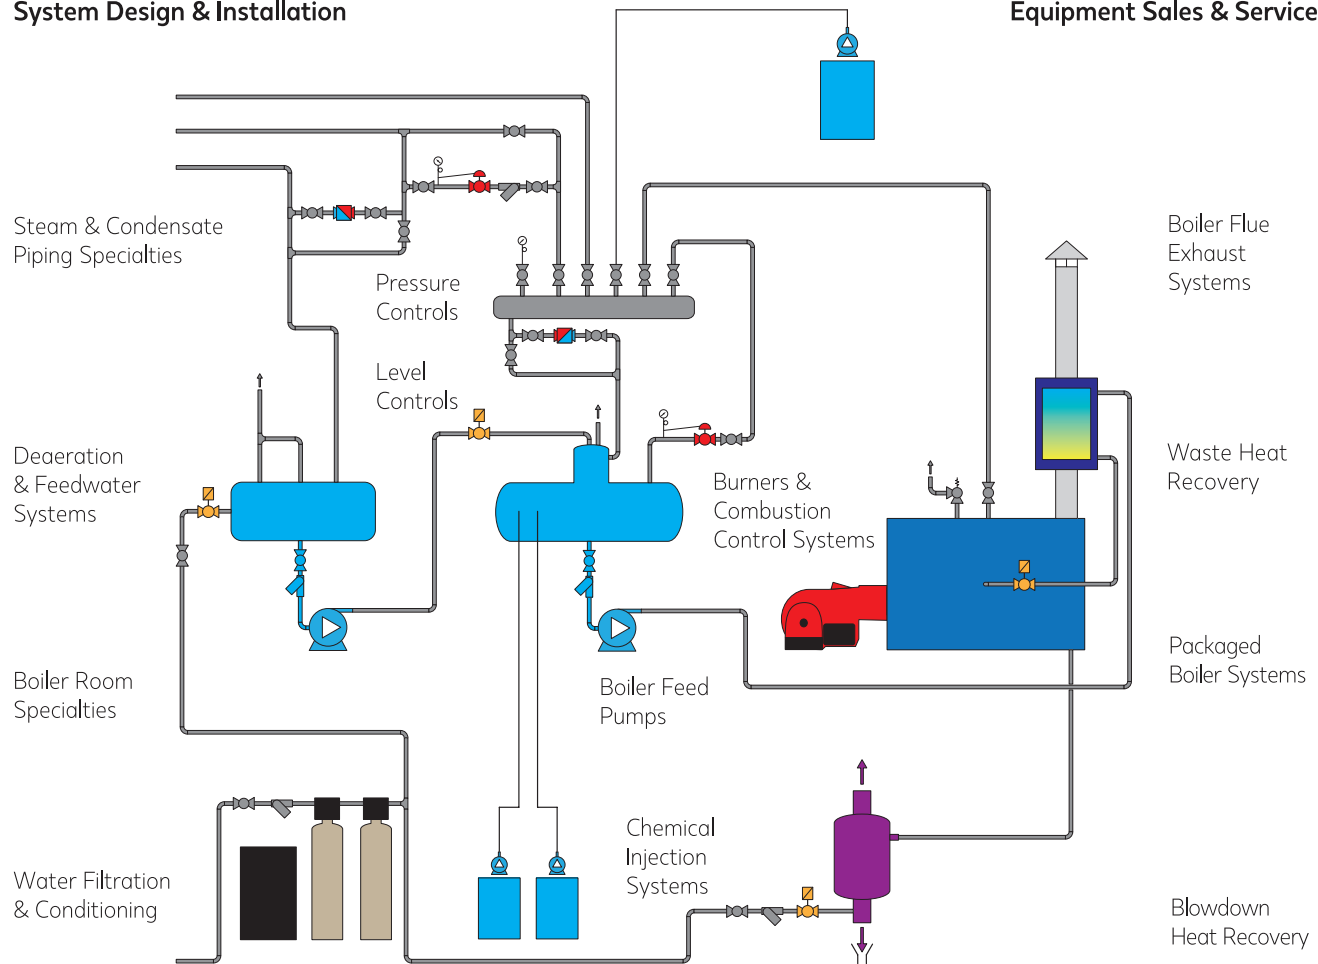 System Design & Installation
Equipment Sales & Service
Steam & Condensate
Piping Specialties
Boiler Flue
Exhaust
Systems
Pressure
Controls
Level
Controls
Deaeration
& Feedwater
Systems
Burners &
Combustion
Control Systems
Waste Heat
Recovery
Boiler Room
Specialties
Boiler Feed
Pumps
Packaged
Boiler Systems
Chemical
Injection
Systems
Water Filtration
& Conditioning
Blowdown
Heat Recovery